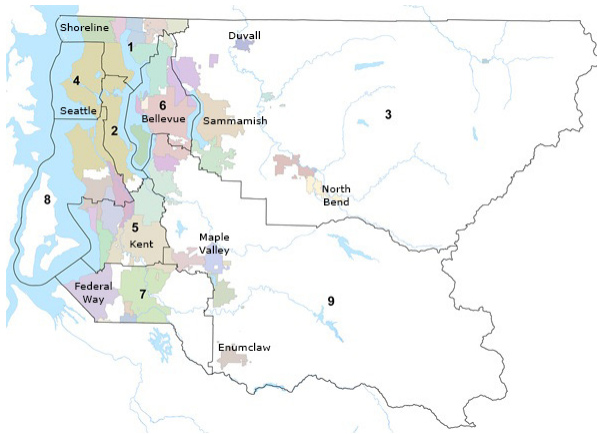 Shoreline
1
Duvall
4
Seattle
6
Bellevue
Sammamish
3
2
North
Bend
8
5
Kent
Maple
Valley
Federal
Way
7
9
Enumclaw